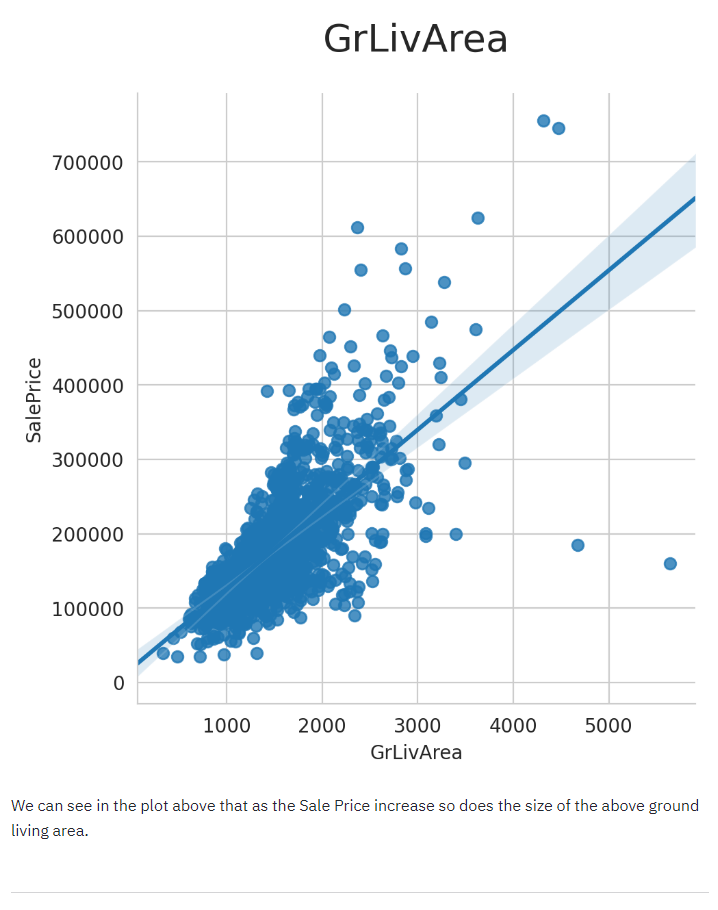 GrLivArea
700000
600000
500000
400000
300000
200000
100000
0
SalePrice
1000 2000 3000 4000 5000
GrLivArea
We can see in the plot above that as the Sale Price increase so does the size of the above ground
living area.